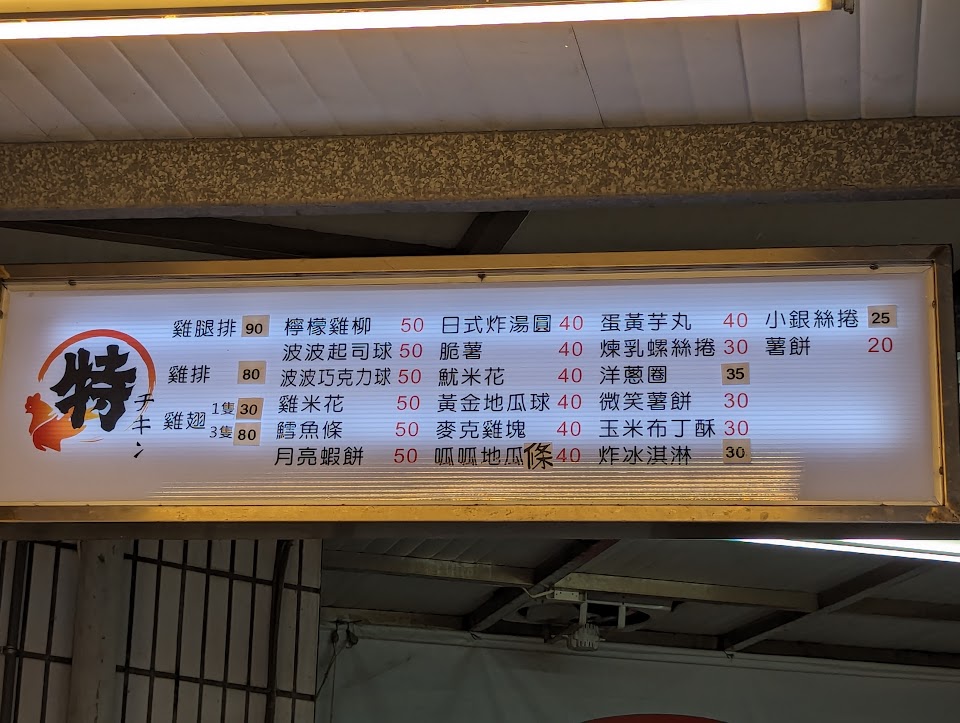 特
チキン
雞腿排 90
雞排 80
雞翅 1隻 30
3隻 80
檸檬雞柳 50
波波起司球 50
波波巧克力球 50
雞米花 50
鱈魚條 50
月亮蝦餅 50
日式炸湯圓 40
脆薯 40
魷米花 40
黃金地瓜球 40
麥克雞塊 40
呱呱地瓜條 40
蛋黃芋丸 40
煉乳螺絲捲 30
洋蔥圈 35
微笑薯餅 30
玉米布丁酥 30
炸冰淇淋 30
小銀絲捲 25
薯餅 20